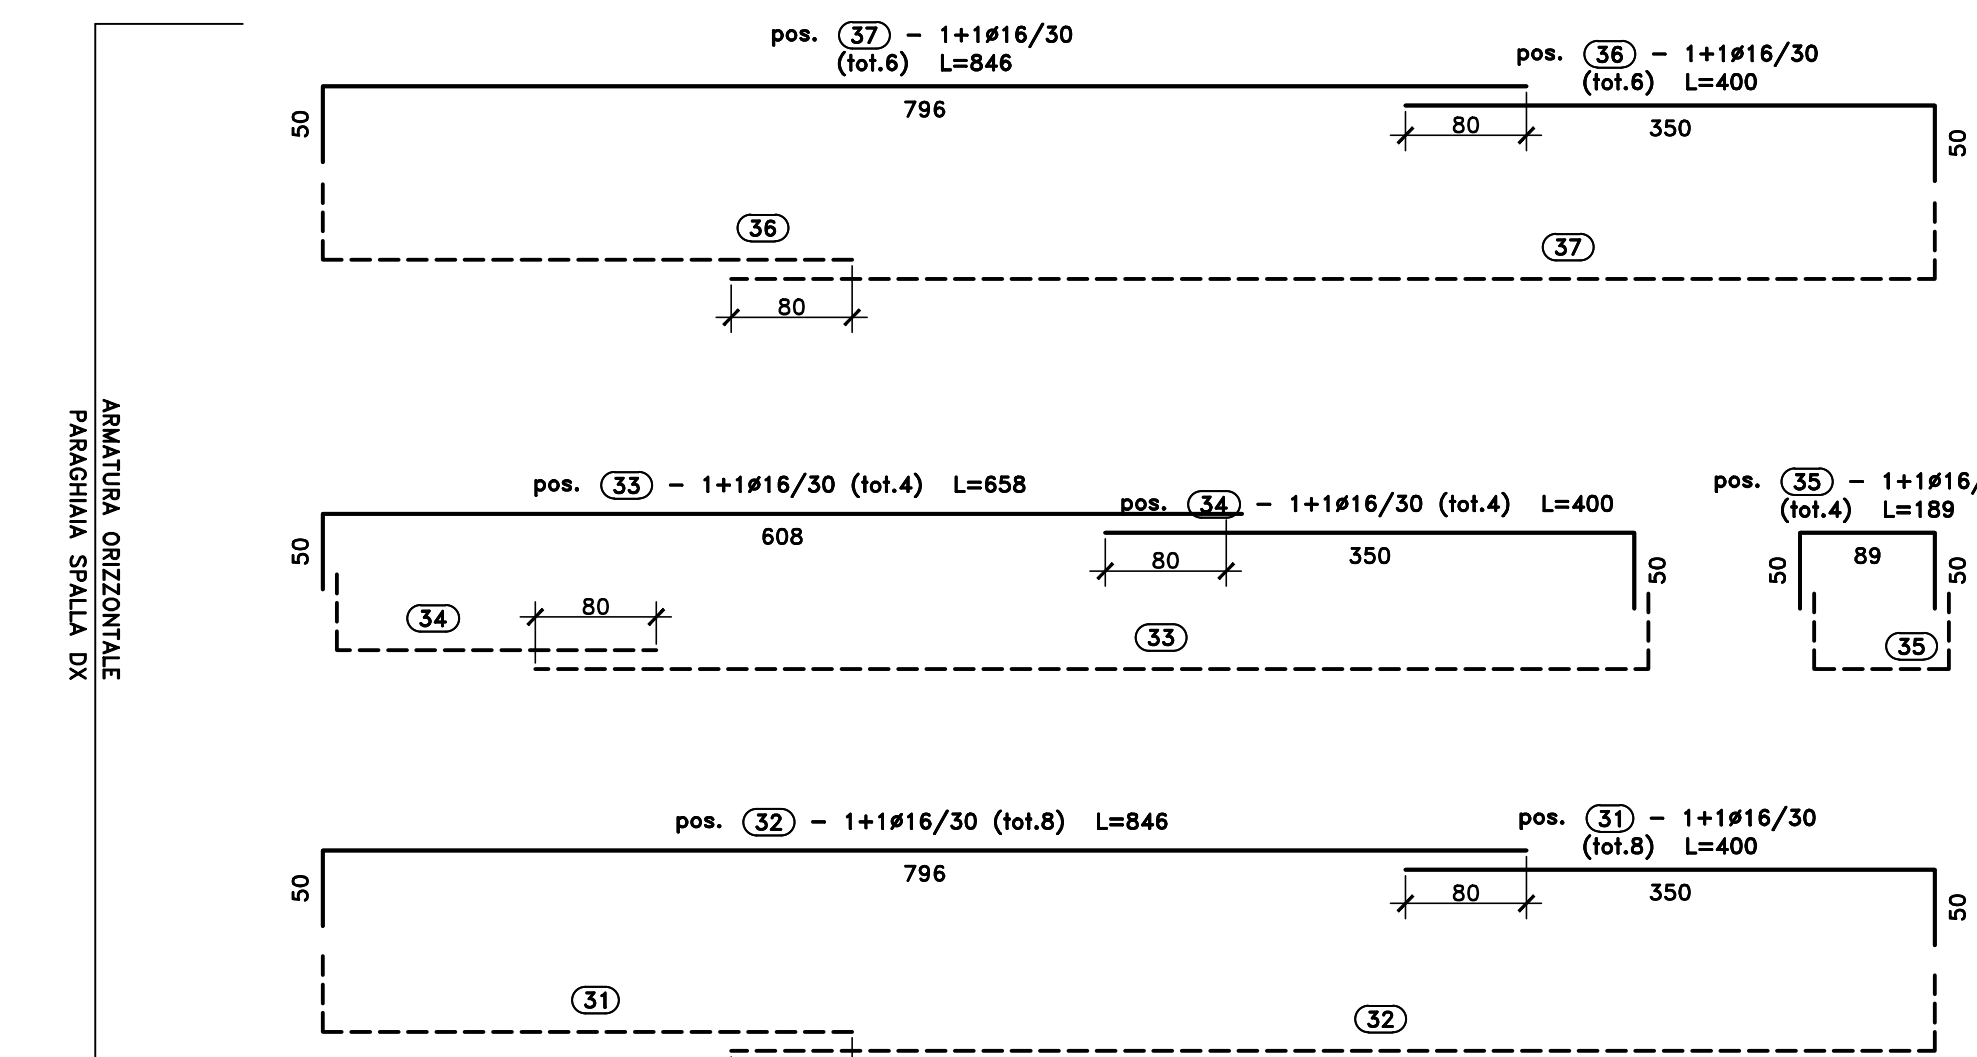 pos. 37 – 1+1ø16/30
(tot.6) L=846
pos. 36 – 1+1ø16/30
(tot.6) L=400
50
796
80
350
50
36
37
80
ARMATURA ORIZZONTALE
PARAGHIAIA SPALLA DX
pos. 33 – 1+1ø16/30 (tot.4) L=658
pos. 34 – 1+1ø16/30 (tot.4) L=400
pos. 35 – 1+1ø16/
(tot.4) L=189
50
608
80
350
50
50
89
50
34
80
33
35
pos. 32 – 1+1ø16/30 (tot.8) L=846
pos. 31 – 1+1ø16/30
(tot.8) L=400
50
796
80
350
50
31
32